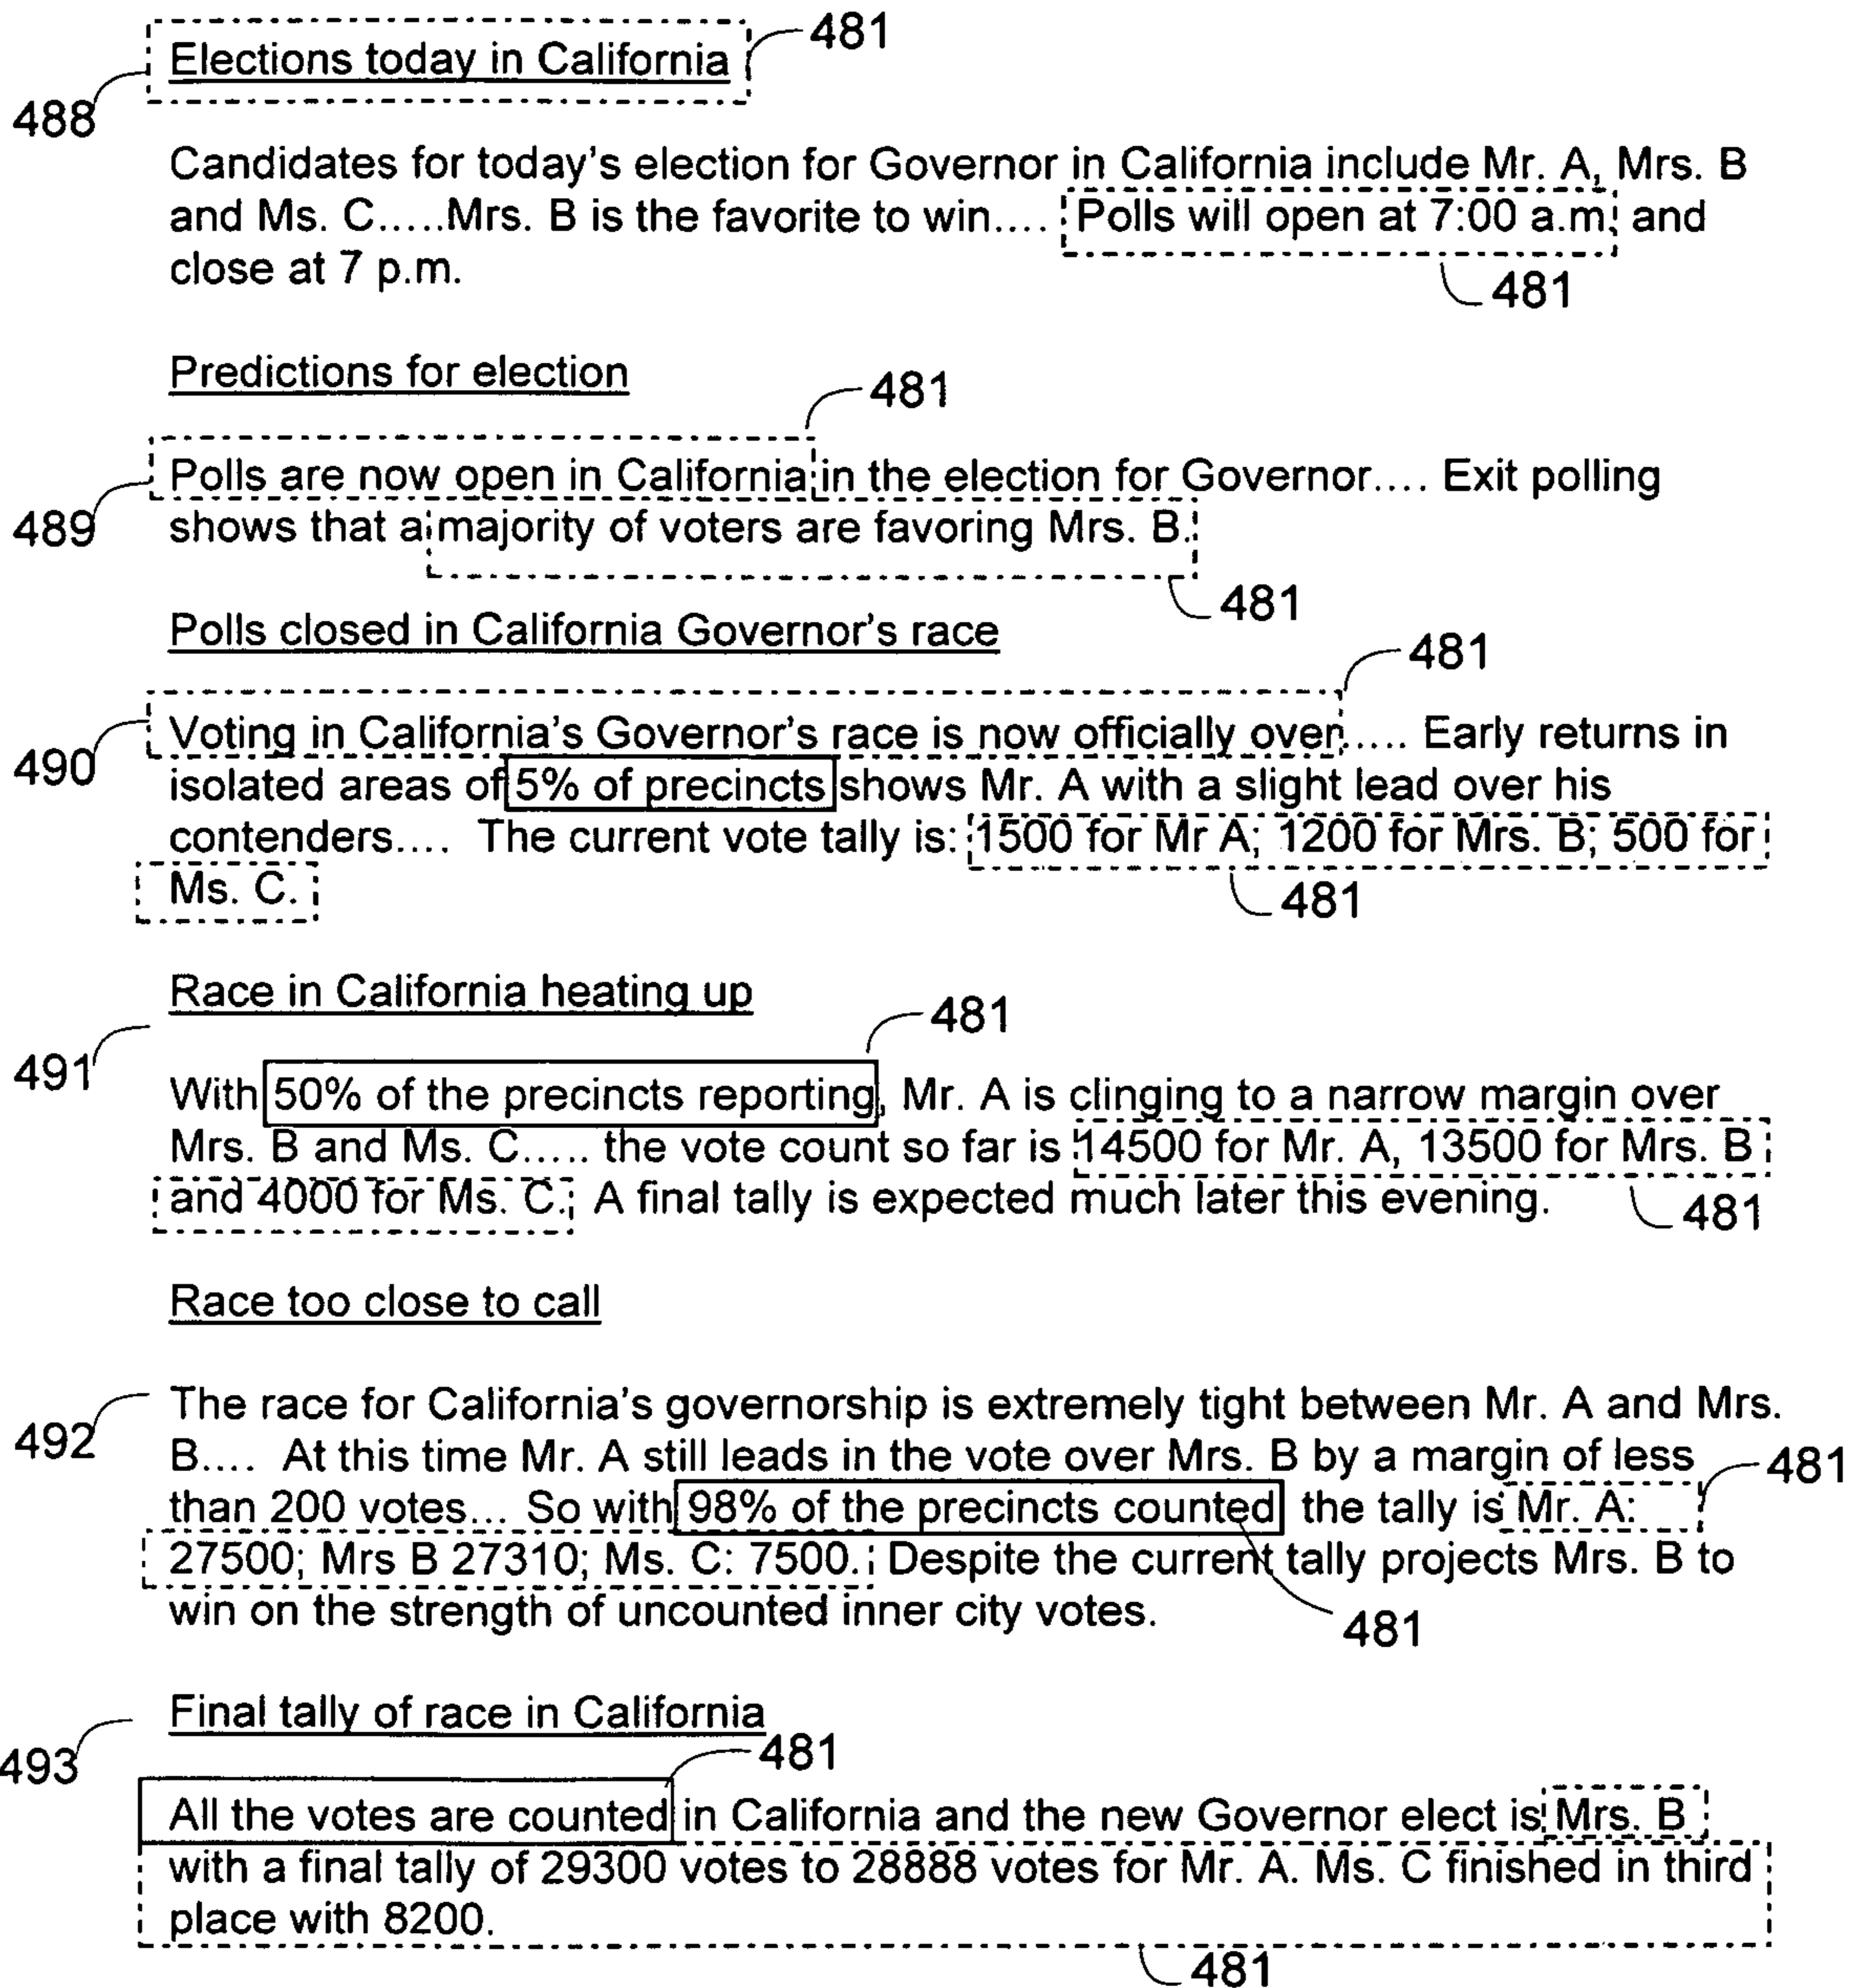 Elections today in California 481
488
Candidates for today's election for Governor in California include Mr. A, Mrs. B
and Ms. C.....Mrs. B is the favorite to win.... Polls will open at 7:00 a.m. and
close at 7 p.m.
481
Predictions for election
481
Polls are now open in California in the election for Governor.... Exit polling
489
shows that a majority of voters are favoring Mrs. B.
481
Polls closed in California Governor's race
481
Voting in California's Governor's race is now officially over..... Early returns in
490
isolated areas of 5% of precincts shows Mr. A with a slight lead over his
contenders.... The current vote tally is: 1500 for Mr A; 1200 for Mrs. B; 500 for
Ms. C.
481
Race in California heating up
481
491
With 50% of the precincts reporting, Mr. A is clinging to a narrow margin over
Mrs. B and Ms. C..... the vote count so far is 14500 for Mr. A, 13500 for Mrs. B
and 4000 for Ms. C. A final tally is expected much later this evening.
481
Race too close to call
The race for California's governorship is extremely tight between Mr. A and Mrs.
492
B.... At this time Mr. A still leads in the vote over Mrs. B by a margin of less
481
than 200 votes... So with 98% of the precincts counted the tally is Mr. A:
27500; Mrs B 27310; Ms. C: 7500. Despite the current tally projects Mrs. B to
win on the strength of uncounted inner city votes.
481
Final tally of race in California
493
481
All the votes are counted in California and the new Governor elect is Mrs. B
with a final tally of 29300 votes to 28888 votes for Mr. A. Ms. C finished in third
place with 8200.
481